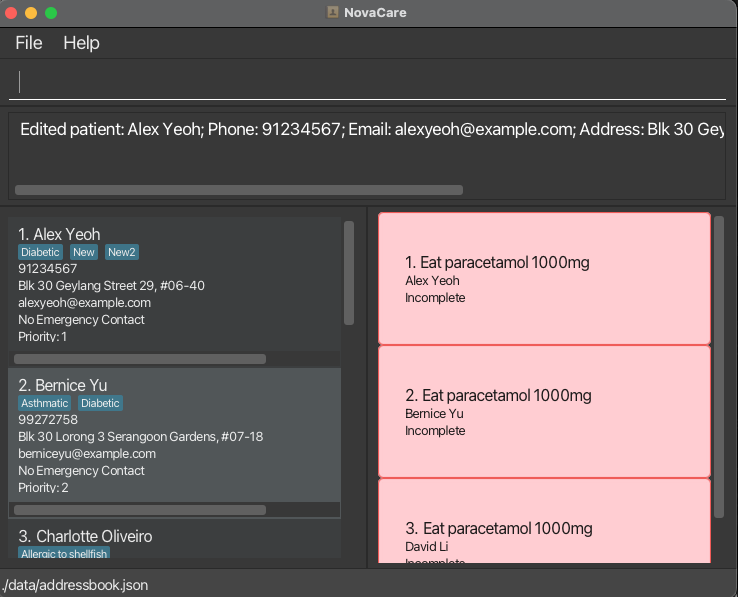 NovaCare
File Help
Edited patient: Alex Yeoh; Phone: 91234567; Email: alexyeoh@example.com; Address: Blk 30 Gey
1. Alex Yeoh
Diabetic New New2
91234567
Blk 30 Geylang Street 29, #06-40
alexyeoh@example.com
No Emergency Contact
Priority: 1
2. Bernice Yu
Asthmatic Diabetic
99272758
Blk 30 Lorong 3 Serangoon Gardens, #07-18
berniceyu@example.com
No Emergency Contact
Priority: 2
3. Charlotte Oliveiro
Allergic to shellfish
1. Eat paracetamol 1000mg
Alex Yeoh
Incomplete
2. Eat paracetamol 1000mg
Bernice Yu
Incomplete
3. Eat paracetamol 1000mg
David Li
Incomplete
./data/addressbook.json